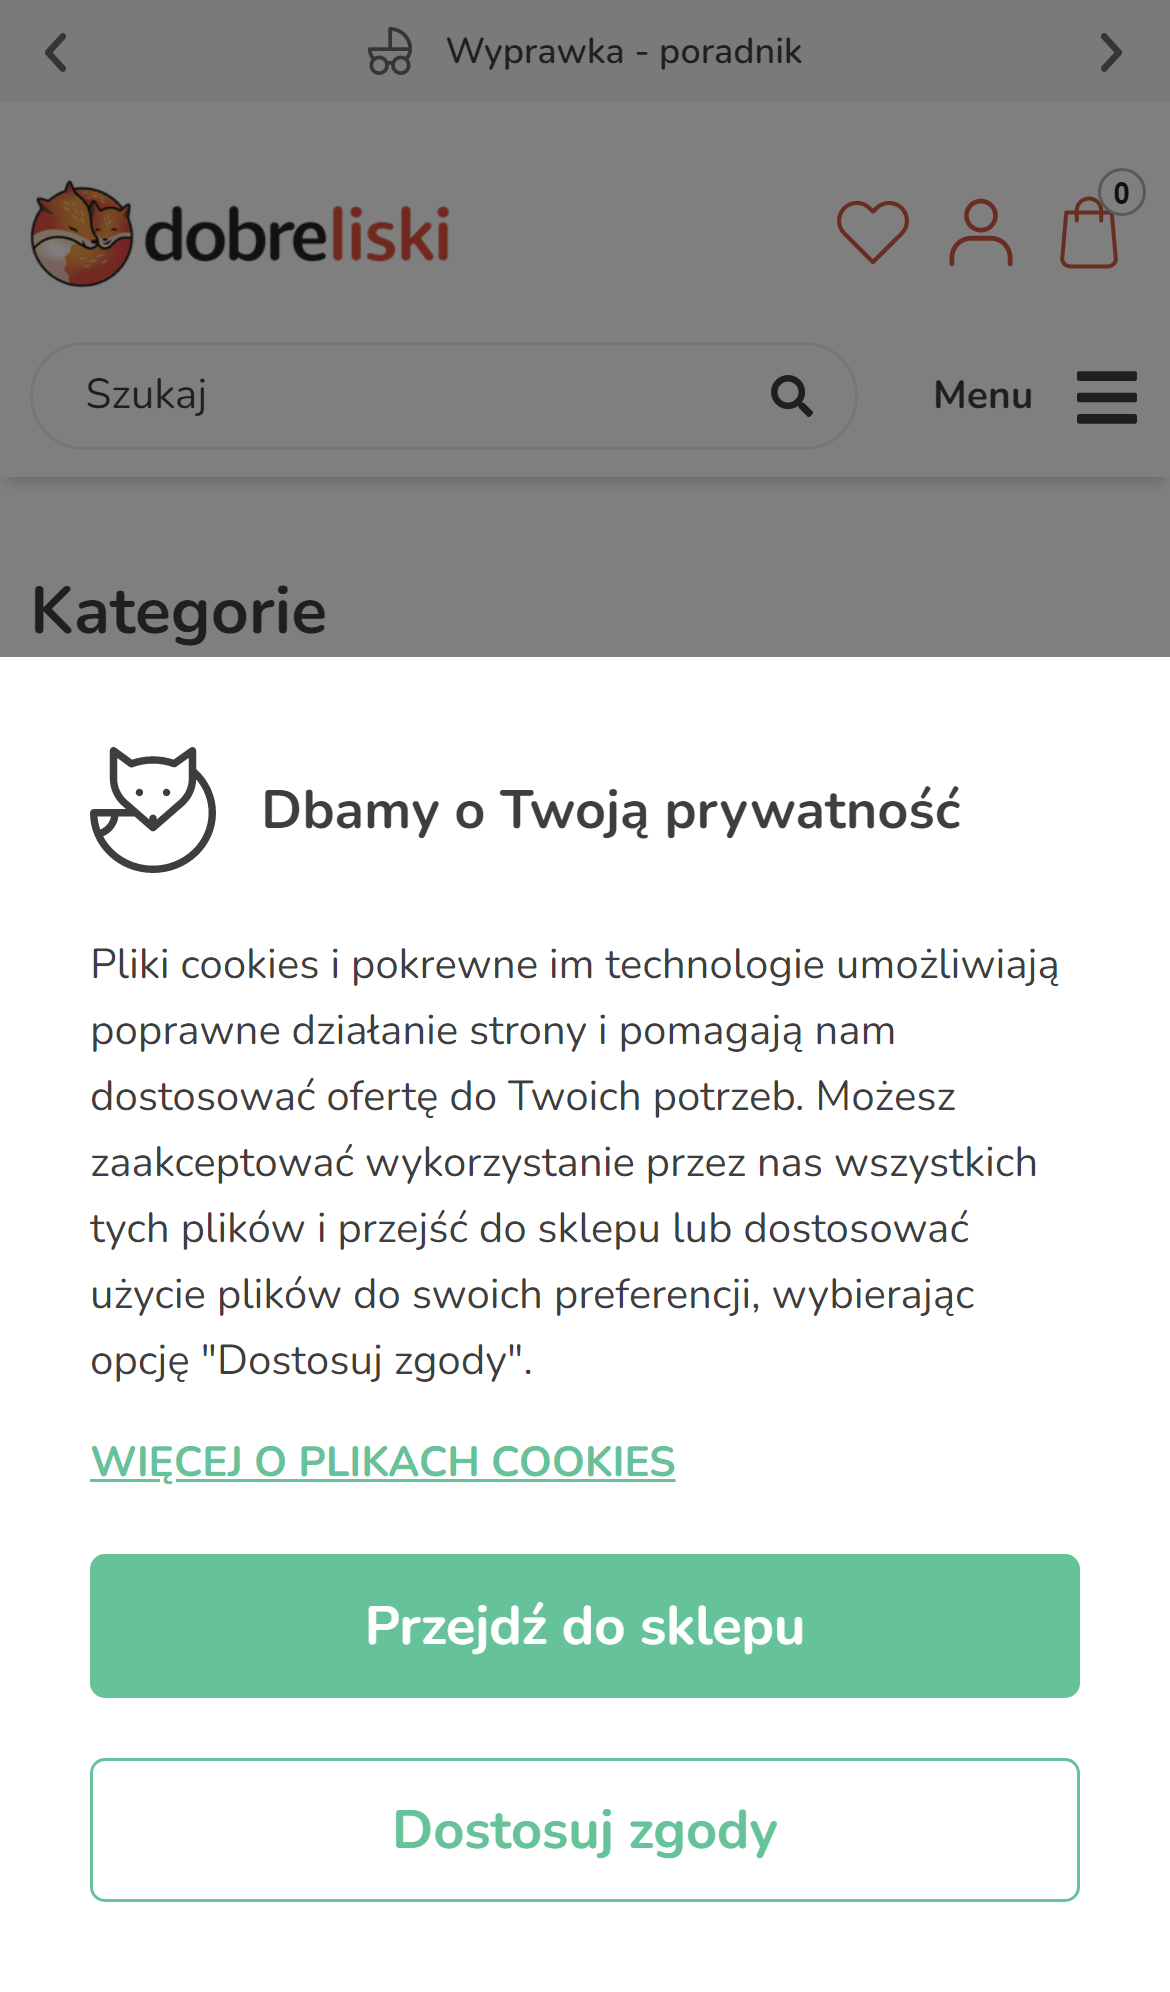 Wyprawka - poradnik
dobreliski
0
Szukaj
Menu
Kategorie
Dbamy o Twoją prywatność
Pliki cookies i pokrewne im technologie umożliwiają
poprawne działanie strony i pomagają nam
dostosować ofertę do Twoich potrzeb. Możesz
zaakceptować wykorzystanie przez nas wszystkich
tych plików i przejść do sklepu lub dostosować
użycie plików do swoich preferencji, wybierając
opcję "Dostosuj zgody".
WIĘCEJ O PLIKACH COOKIES
Przejdź do sklepu
Dostosuj zgody